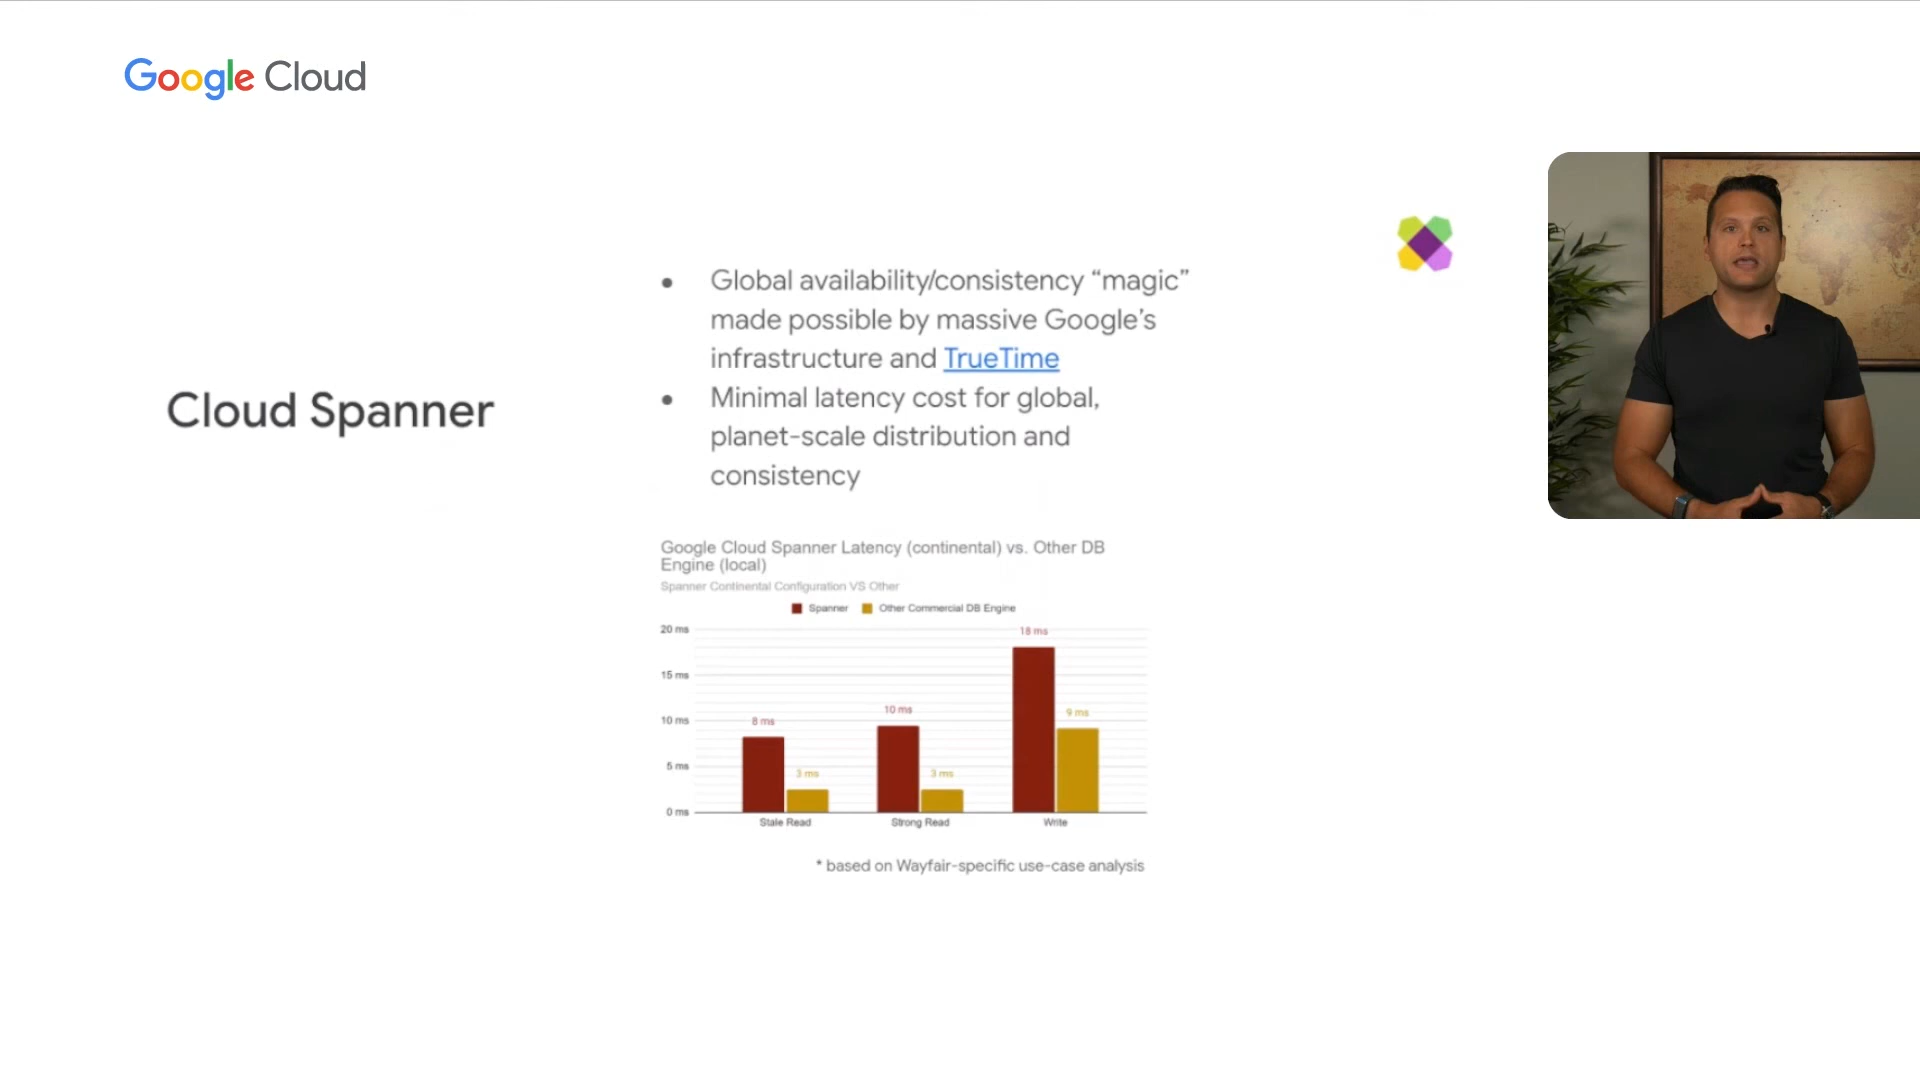 Google Cloud
Cloud Spanner
● Global availability/consistency “magic”
made possible by massive Google’s
infrastructure and TrueTime
● Minimal latency cost for global,
planet-scale distribution and
consistency
Google Cloud Spanner Latency (continental) vs. Other DB
Engine (local)
Spanner Continental Configuration VS Other
Spanner Other Commercial DB Engine
20 ms
15 ms
10 ms
5 ms
0 ms
8 ms
3 ms
10 ms
3 ms
18 ms
9 ms
Stale Read
Strong Read
Write
* based on Wayfair-specific use-case analysis